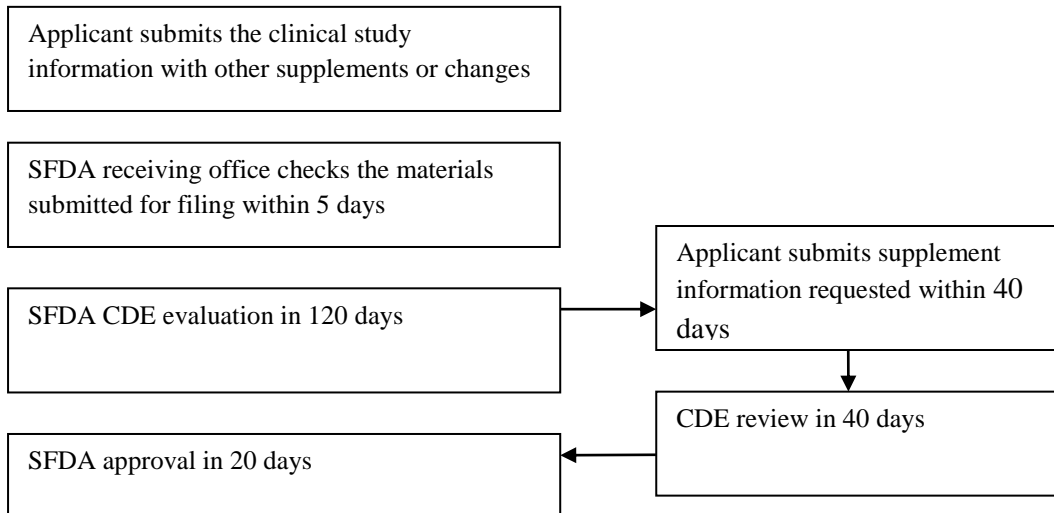 Applicant submits the clinical study
information with other supplements or changes
SFDA receiving office checks the materials
submitted for filing within 5 days
Applicant submits supplement
information requested within 40
days
SFDA CDE evaluation in 120 days
CDE review in 40 days
SFDA approval in 20 days